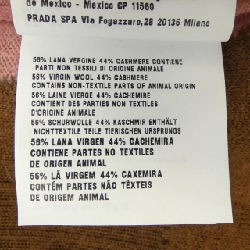 de Mexico - Mexico CP 11560
PRADA SPA Via Fogazzaro,28 20135 Milano
56% LANA VERGINE 44% CASHMERE CONTIENE
PARTI NON TESSILI DI ORIGINE ANIMALE
56% VIRGIN WOOL 44% CASHMERE
CONTAINS NON-TEXTILE PARTS OF ANIMAL ORIGIN
56% LAINE VIERGE 44% CACHEMIRE
CONTIENT DES PARTIES NON TEXTILES
D'ORIGINE ANIMALE
56% SCHURWOLLE 44% KASCHMIR ENTHÄLT
NICHTTEXTILE TEILE TIERISCHEN URSPRUNGS
56% LANA VIRGEN 44% CACHEMIRA
CONTIENE PARTES NO TEXTILES
DE ORIGEN ANIMAL
56% LÃ VIRGEM 44% CAXEMIRA
CONTÉM PARTES NÃO TÊXTEIS
DE ORIGEM ANIMAL